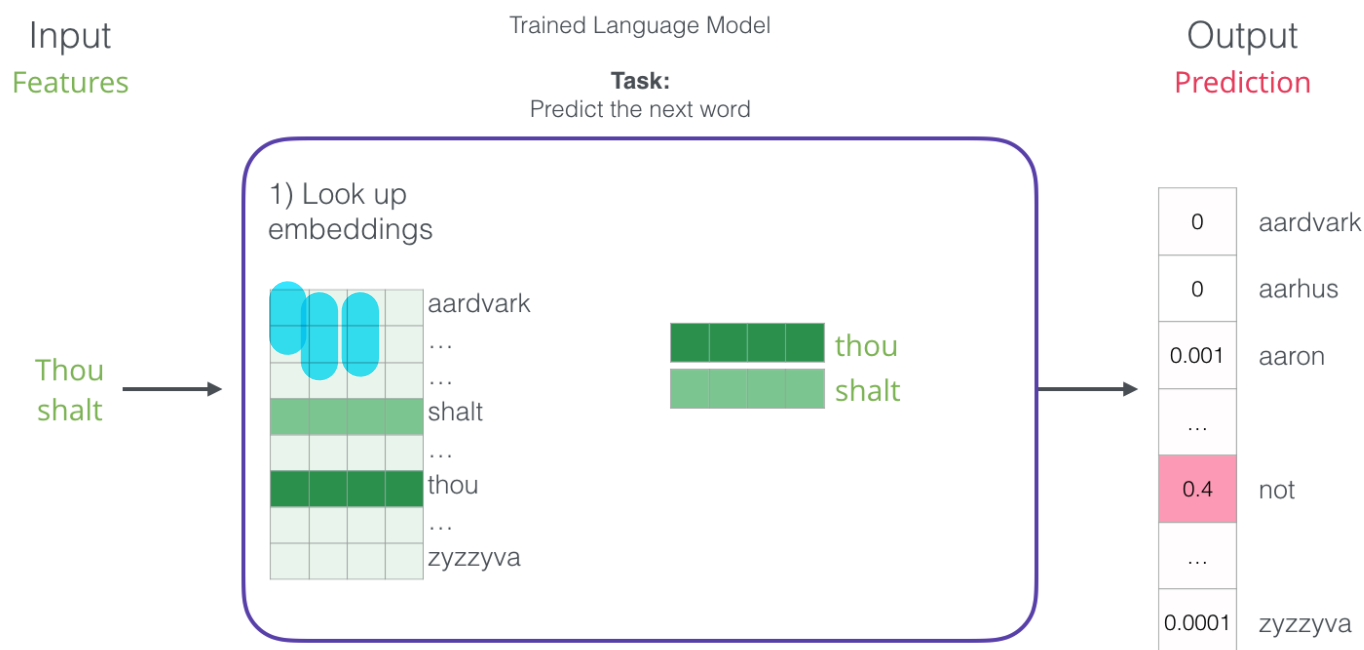 Input
Features
Trained Language Model
Task:
Predict the next word
Output
Prediction
1) Look up
embeddings
aardvark
...
...
shalt
...
thou
...
zyzzyva
Thou
shalt
thou
shalt
0 aardvark
0 aarhus
0.001 aaron
...
0.4 not
...
0.0001 zyzzyva